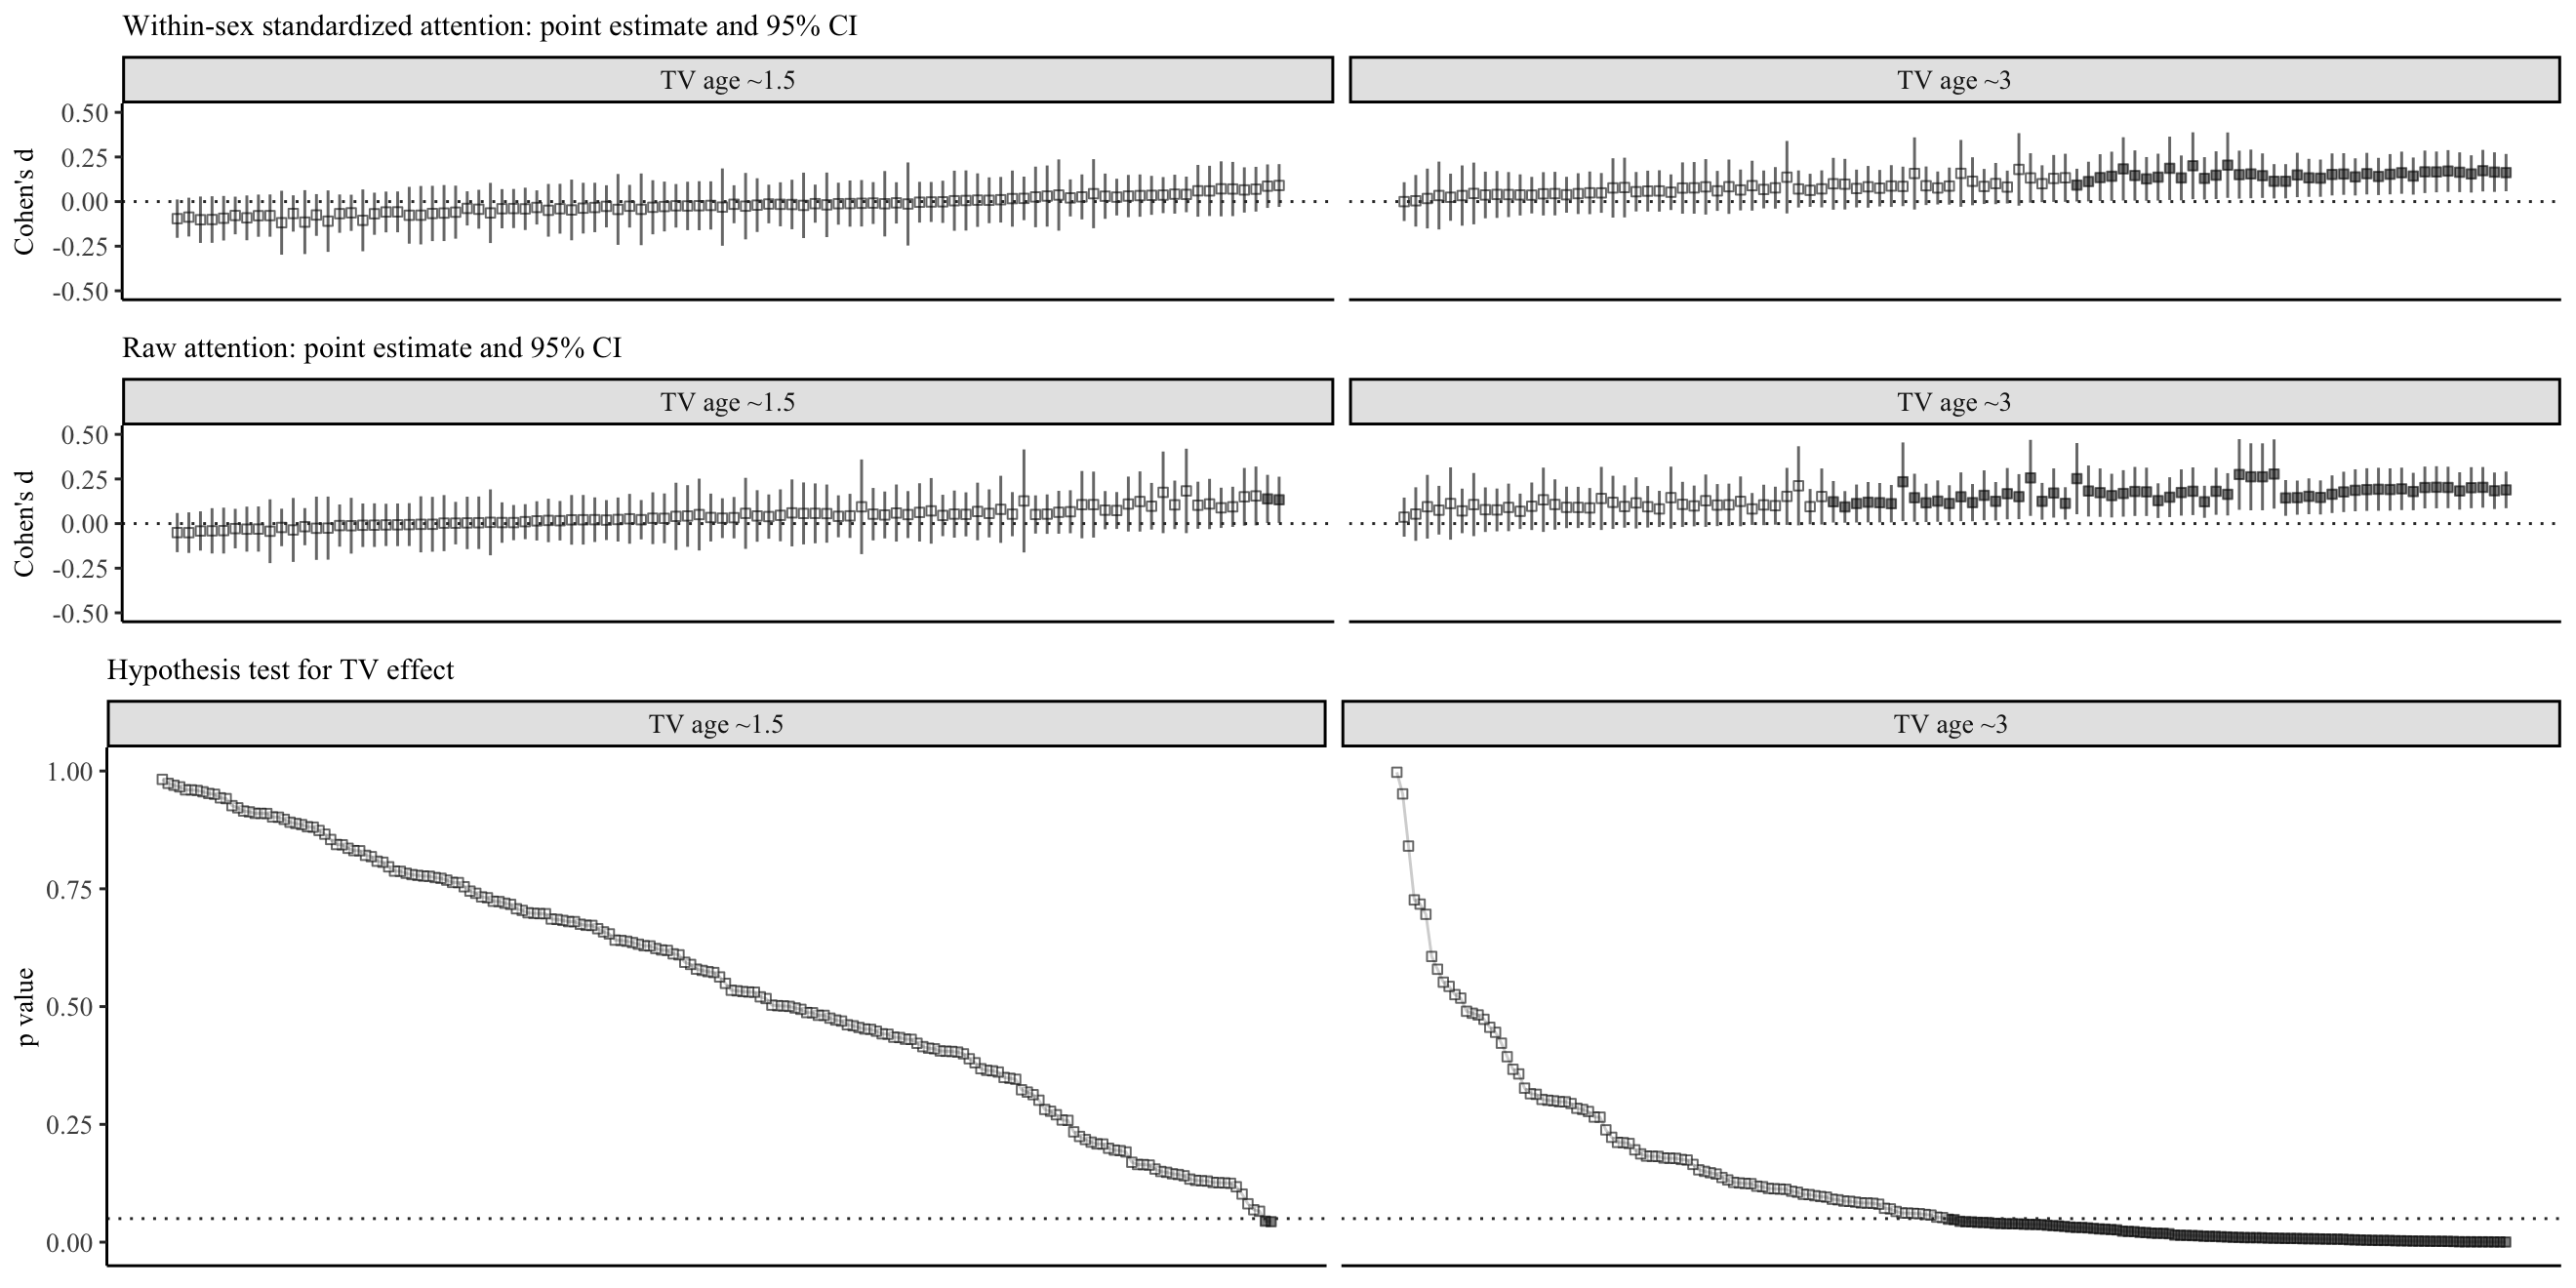 Within-sex standardized attention: point estimate and 95% CI
TV age ~1.5
TV age ~3
Cohen's d
0.50
0.25
0.00
-0.25
-0.50
Raw attention: point estimate and 95% CI
TV age ~1.5
TV age ~3
Cohen's d
0.50
0.25
0.00
-0.25
-0.50
Hypothesis test for TV effect
TV age ~1.5
TV age ~3
p value
1.00
0.75
0.50
0.25
0.00